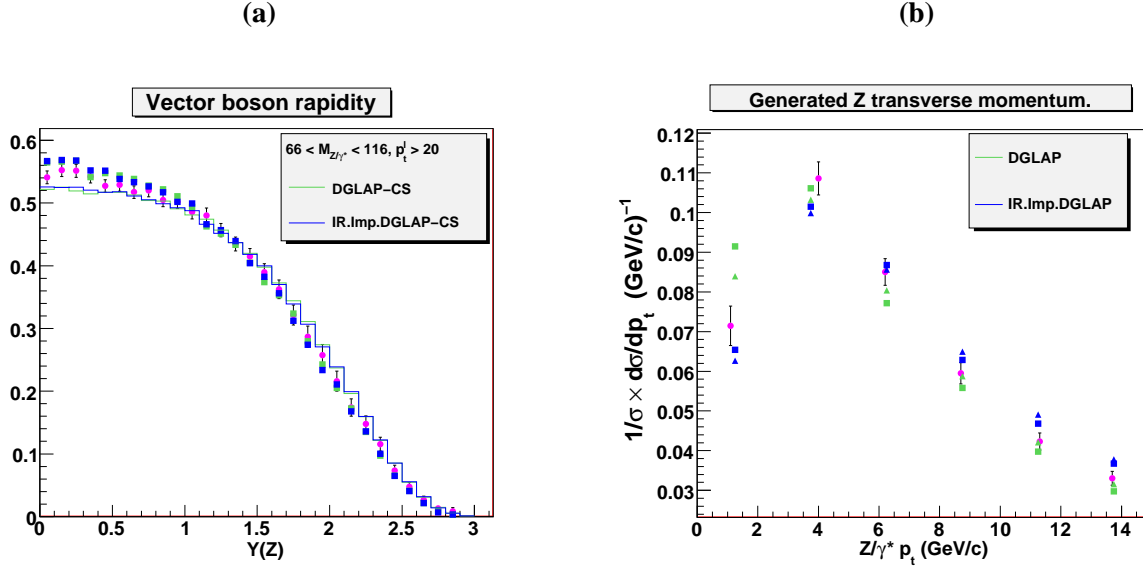 (a)
Vector boson rapidity
66 < M_{Z/γ*} < 116, p_t^l > 20
DGLAP−CS
IR.Imp.DGLAP−CS
0.6
0.5
0.4
0.3
0.2
0.1
0
0 0.5 1 1.5 2 2.5 3
Y(Z)
(b)
Generated Z transverse momentum.
DGLAP
IR.Imp.DGLAP
1/σ × dσ/dp_t (GeV/c)^{−1}
0.12
0.11
0.1
0.09
0.08
0.07
0.06
0.05
0.04
0.03
0 2 4 6 8 10 12 14
Z/γ* p_t (GeV/c)